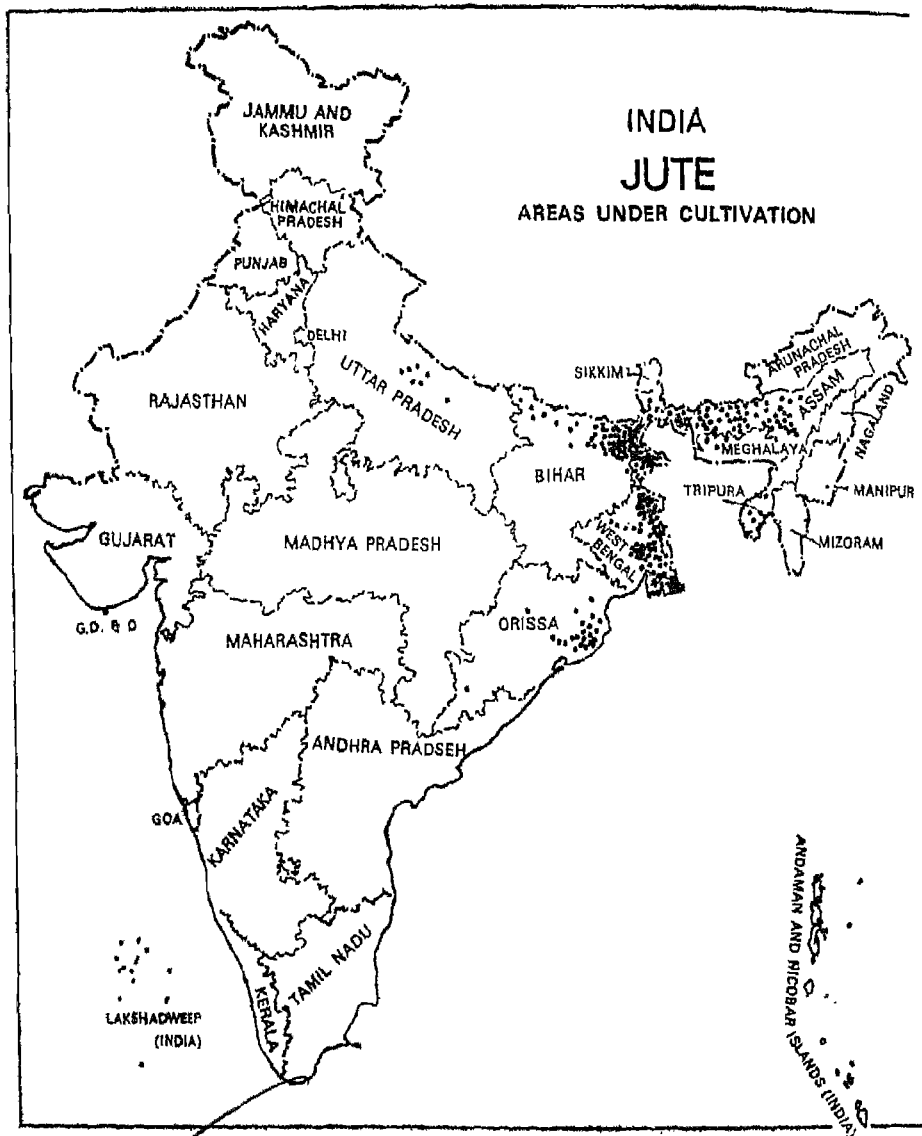 INDIA
JUTE
AREAS UNDER CULTIVATION
JAMMU AND
KASHMIR
HIMACHAL
PRADESH
PUNJAB
HARYANA
DELHI
UTTAR PRADESH
RAJASTHAN
SIKKIM
ARUNACHAL
PRADESH
ASSAM
NAGALAND
MEGHALAYA
BIHAR
TRIPURA
MANIPUR
MIZORAM
WEST
BENGAL
GUJARAT
MADHYA PRADESH
G.D. & D
MAHARASHTRA
ORISSA
ANDHRA PRADSEH
GOA
KARNATAKA
TAMIL NADU
KERALA
LAKSHADWEEP
(INDIA)
ANDAMAN AND NICOBAR ISLANDS (INDIA)